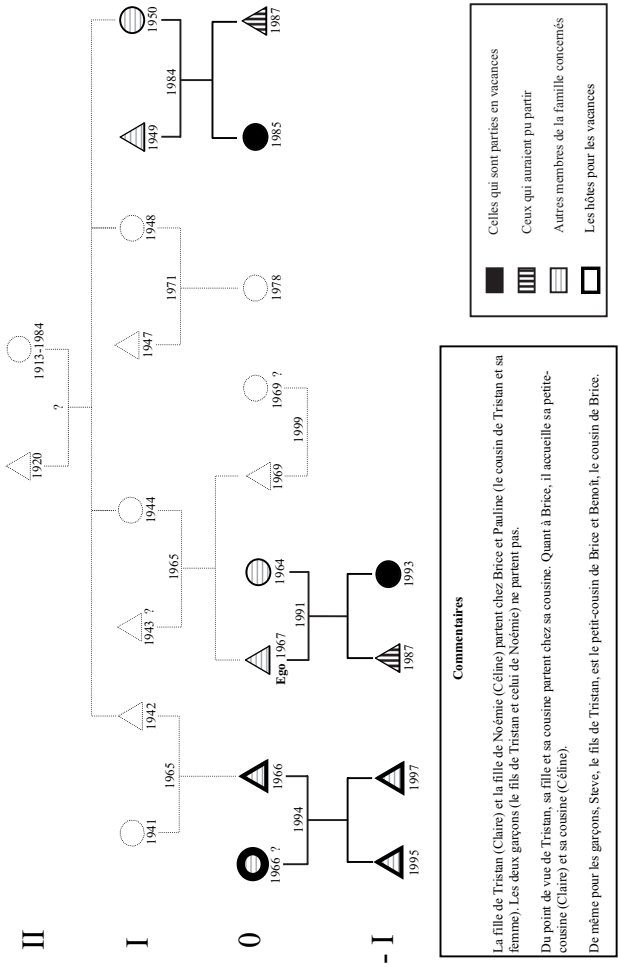 II
1920
1913-1984
?
I
1941
1942
1943 ?
1944
1947
1948
1949
1950
1965
1965
1971
1984
0
1966 ?
1966
Ego 1967
1964
1969
1969 ?
1978
1985
1987
1994
1991
1999
- I
1995
1997
1987
1993
Commentaires
La fille de Tristan (Claire) et la fille de Noémie (Céline) partent chez Brice et Pauline (le cousin de Tristan et sa
femme). Les deux garçons (le fils de Tristan et celui de Noémie) ne partent pas.
Du point de vue de Tristan, sa fille et sa cousine partent chez sa cousine. Quant à Brice, il accueille sa petite-
cousine (Claire) et sa cousine (Céline).
De même pour les garçons, Steve, le fils de Tristan, est le petit-cousin de Brice et Benoît, le cousin de Brice.
Celles qui sont parties en vacances
Ceux qui auraient pu partir
Autres membres de la famille concernés
Les hôtes pour les vacances